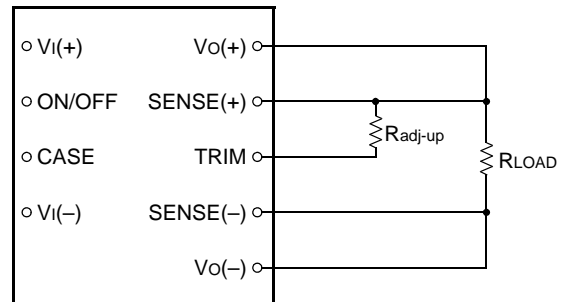 VI(+) VO(+)
ON/OFF SENSE(+)
Radj-up
CASE TRIM
RLOAD
VI(–) SENSE(–)
VO(–)